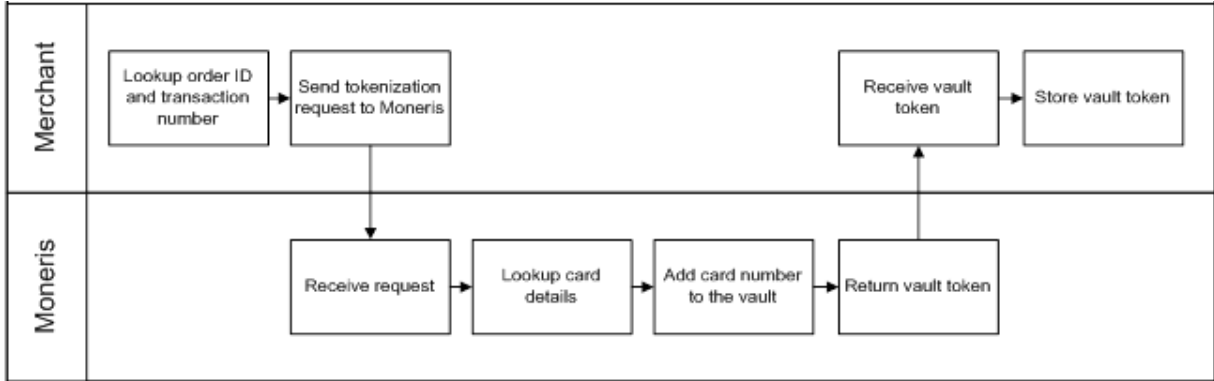 Merchant
Lookup order ID
and transaction
number
Send tokenization
request to Moneris
Receive vault
token
Store vault token
Moneris
Receive request
Lookup card
details
Add card number
to the vault
Return vault token